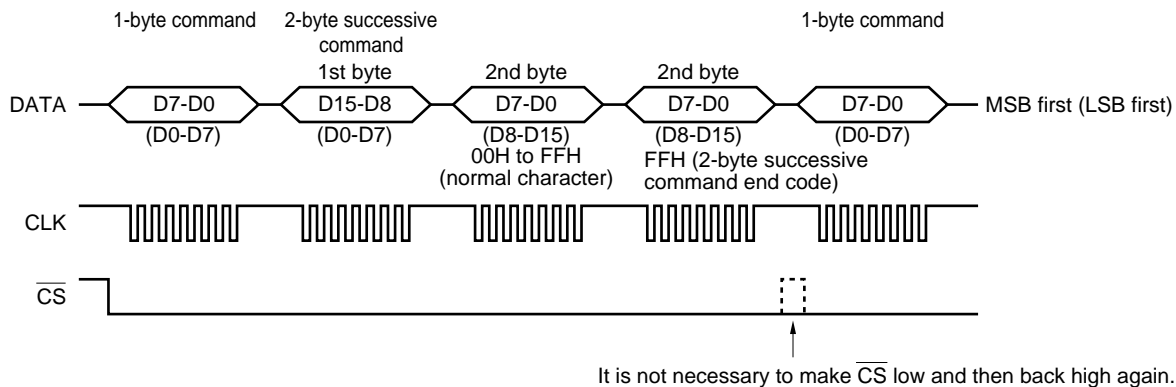 1-byte command
2-byte successive
command
1-byte command
1st byte
2nd byte
2nd byte
DATA
D7-D0
D15-D8
D7-D0
D7-D0
D7-D0
MSB first (LSB first)
(D0-D7)
(D0-D7)
(D8-D15)
(D8-D15)
(D0-D7)
00H to FFH
(normal character)
FFH (2-byte successive
command end code)
CLK
CS
It is not necessary to make CS low and then back high again.